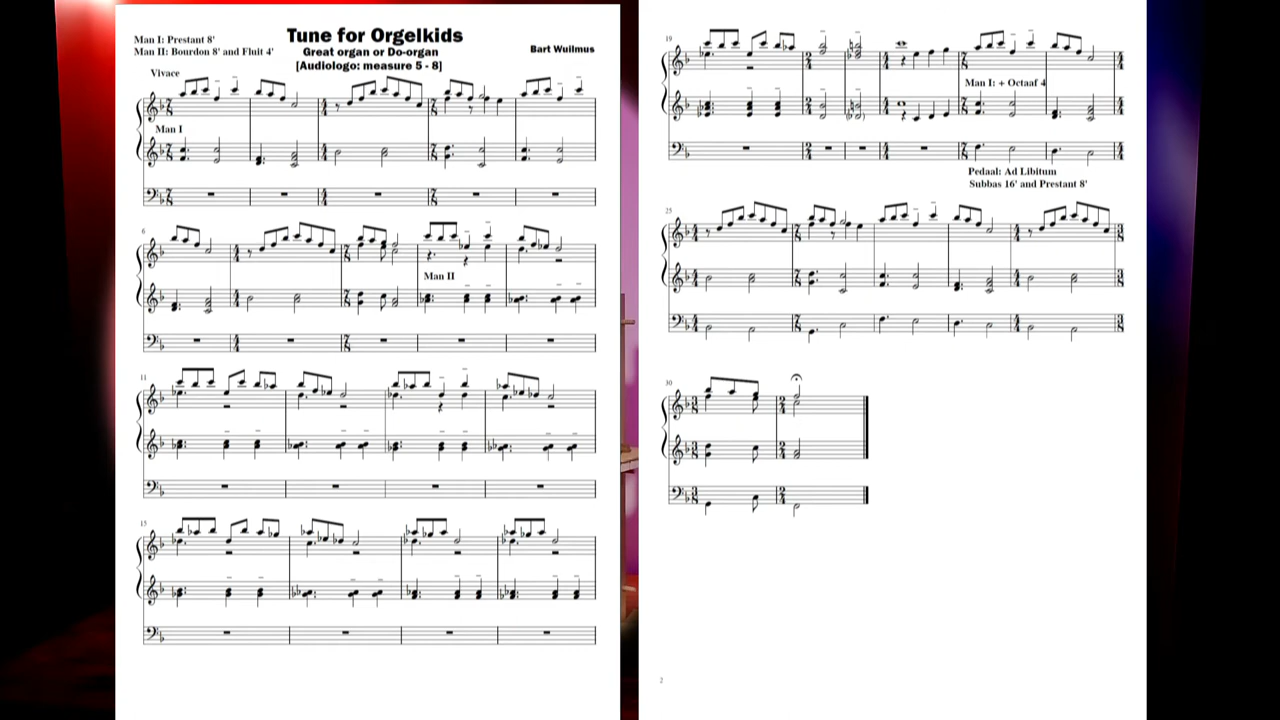 Tune for Orgelkids
Great organ or Do-organ
[Audiologo: measure 5 - 8]
Man I: Prestant 8'
Man II: Bourdon 8' and Fluit 4'
Bart Wuilmus
Vivace
Man I
6
Man II
11
15
19
Man I: + Octaaf 4
Pedaal: Ad Libitum
Subbas 16' and Prestant 8'
25
30
2